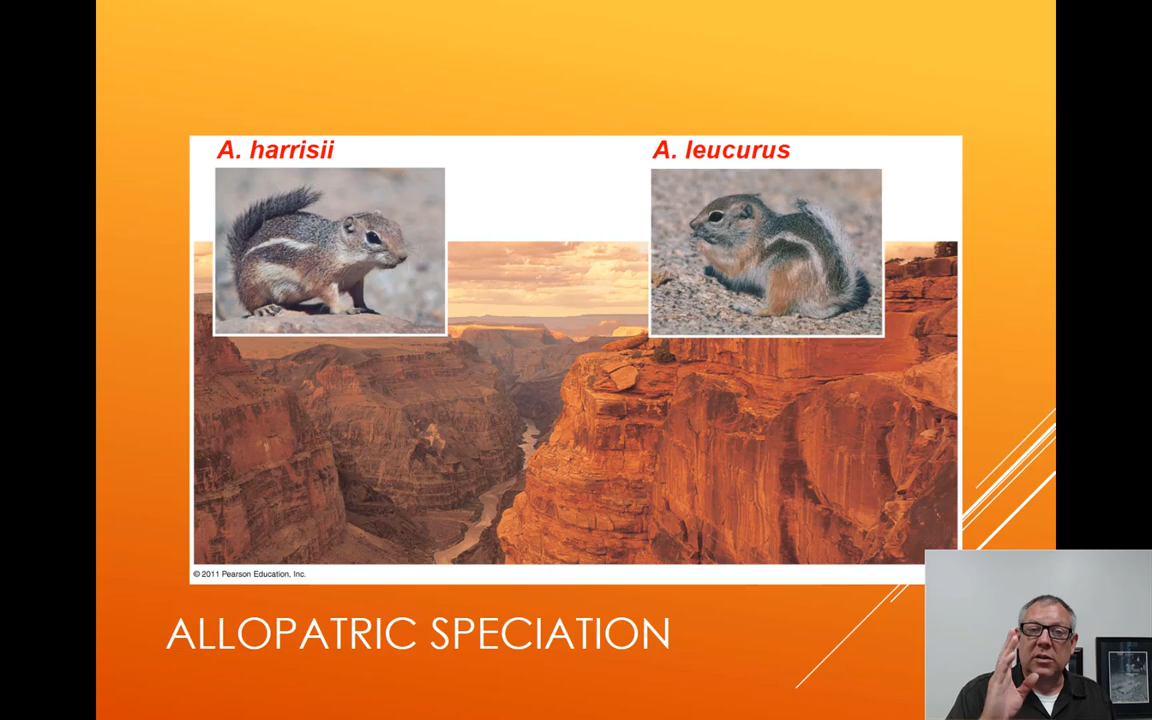 A. harrisii
A. leucurus
© 2011 Pearson Education, Inc.
ALLOPATRIC SPECIATION